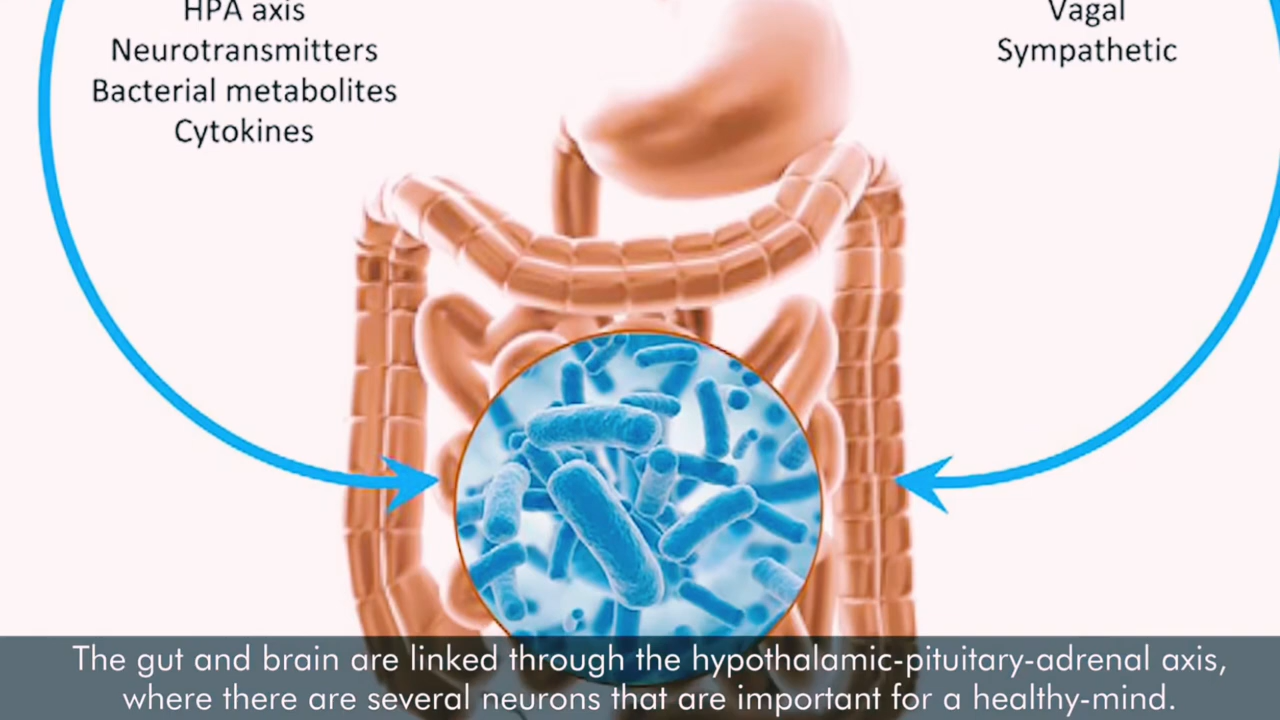 HPA axis
Neurotransmitters
Bacterial metabolites
Cytokines
Vagal
Sympathetic
The gut and brain are linked through the hypothalamic-pituitary-adrenal axis,
where there are several neurons that are important for a healthy-mind.